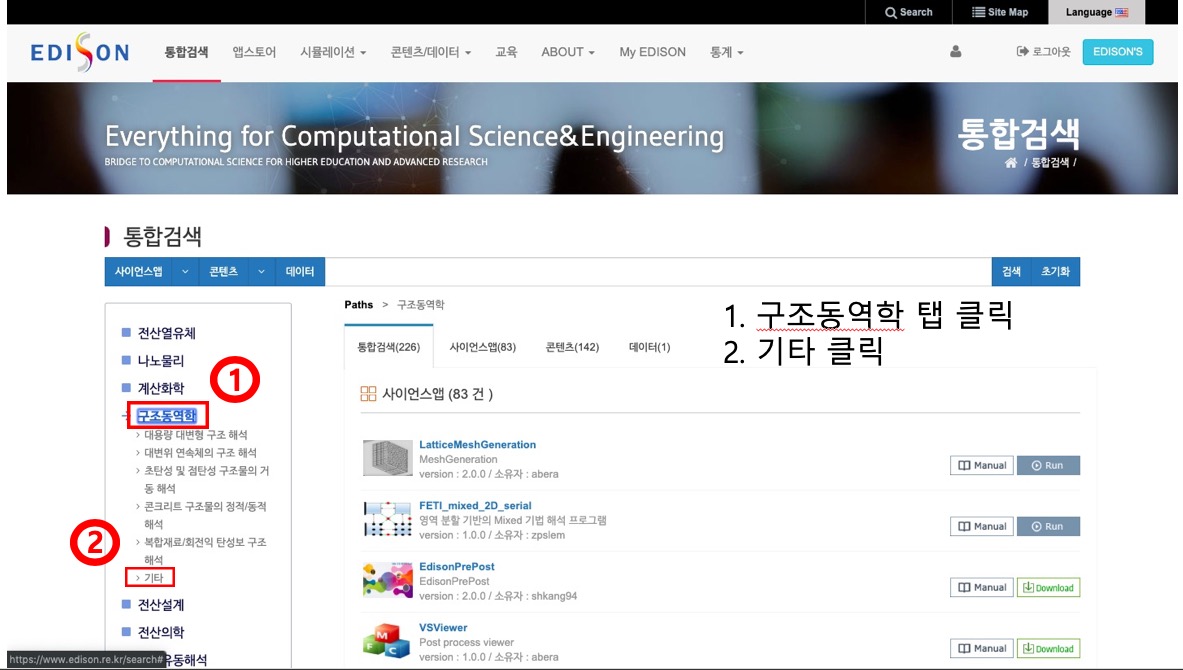 Search
Site Map
Language
EDISON
통합검색
앱스토어
시뮬레이션
콘텐츠/데이터
교육
ABOUT
My EDISON
통계
로그아웃
EDISON'S
Everything for Computational Science&Engineering
BRIDGE TO COMPUTATIONAL SCIENCE FOR HIGHER EDUCATION AND ADVANCED RESEARCH
통합검색
/ 통합검색 /
통합검색
사이언스앱
콘텐츠
데이터
검색
초기화
전산열유체
나노물리
계산화학
1
구조동역학
> 대용량 대변형 구조 해석
> 대변위 연속체의 구조 해석
> 초탄성 및 점탄성 구조물의 거
동 해석
> 콘크리트 구조물의 정적/동적
해석
2
> 복합재료/회전익 탄성보 구조
해석
> 기타
전산설계
전산의학
유동해석
https://www.edison.re.kr/search#
Paths > 구조동역학
1. 구조동역학 탭 클릭
2. 기타 클릭
통합검색(226)
사이언스앱(83)
콘텐츠(142)
데이터(1)
사이언스앱 (83 건 )
LatticeMeshGeneration
MeshGeneration
version : 2.0.0 / 소유자 : abera
Manual
Run
FETI_mixed_2D_serial
영역 분할 기반의 Mixed 기법 해석 프로그램
version : 1.0.0 / 소유자 : zpslem
Manual
Run
EdisonPrePost
EdisonPrePost
version : 2.0.0 / 소유자 : shkang94
Manual
Download
M
F
C
VSViewer
Post process viewer
version : 1.0.0 / 소유자 : abera
Manual
Download